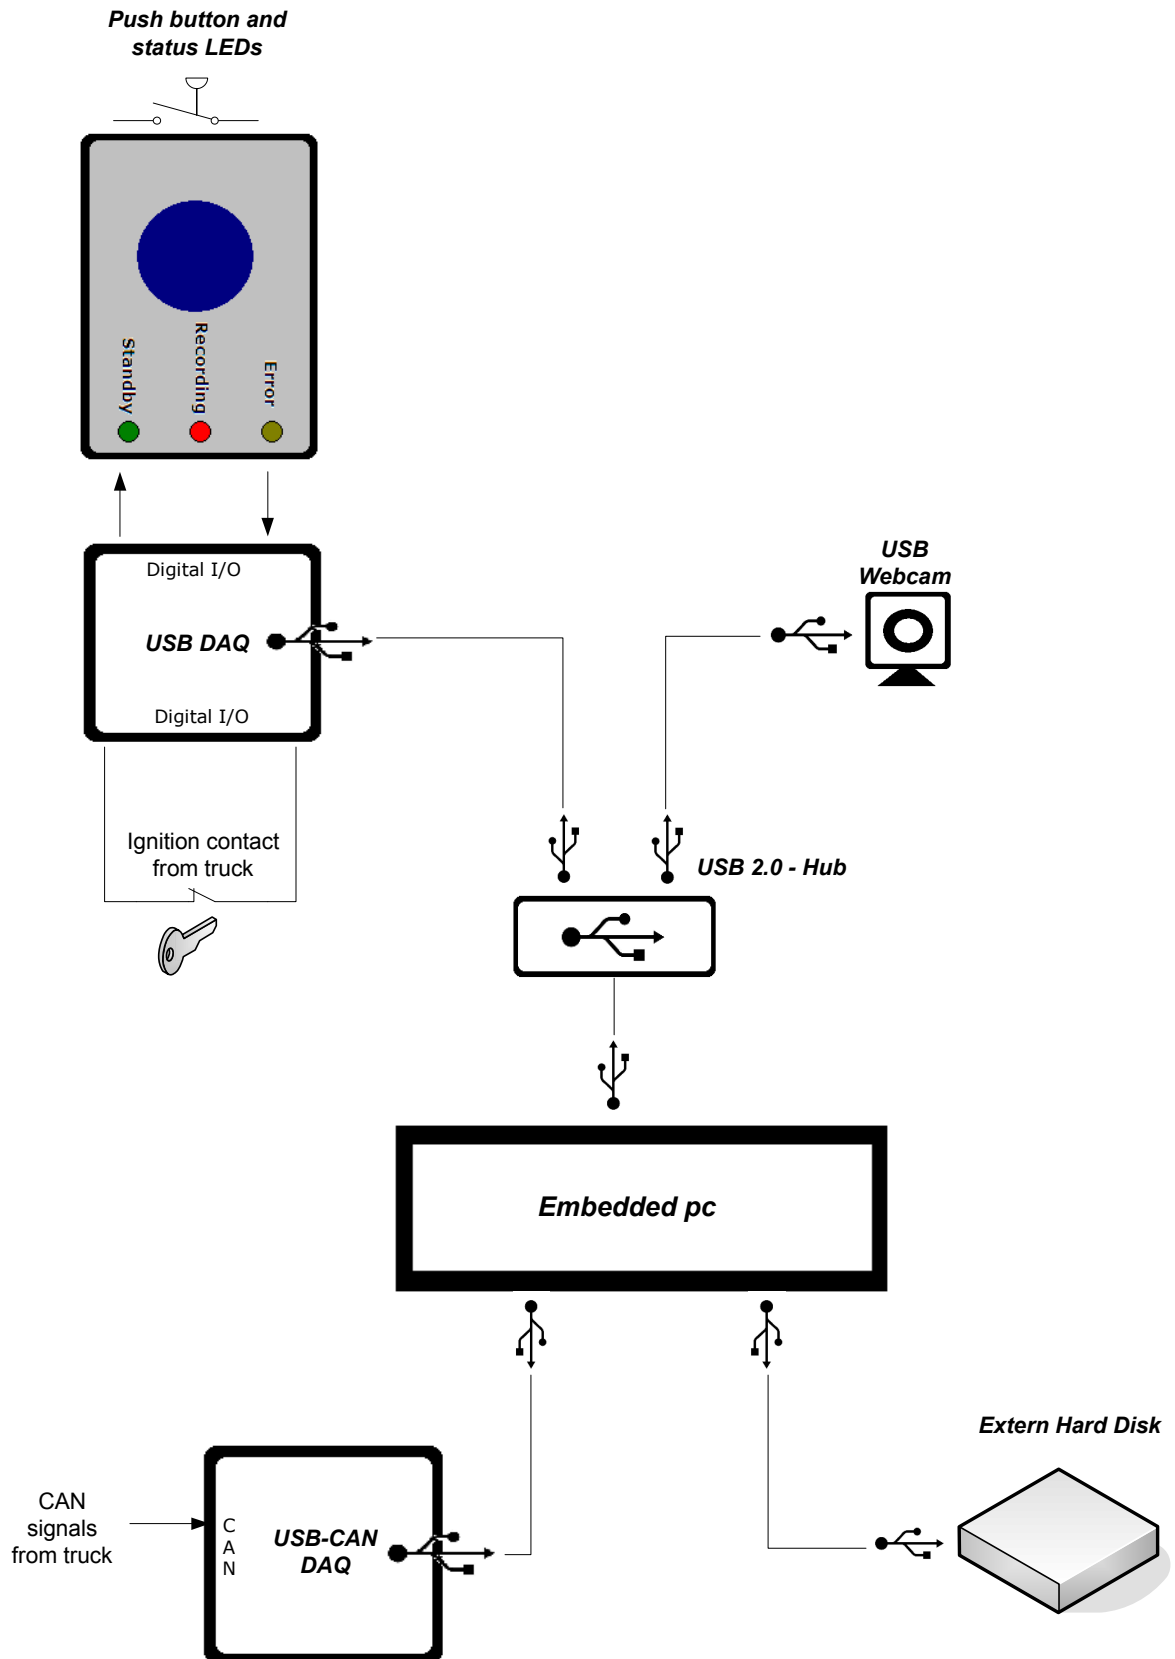 Push button and
status LEDs
Standby
Recording
Error
Digital I/O
USB DAQ
Digital I/O
Ignition contact
from truck
USB
Webcam
USB 2.0 - Hub
Embedded pc
Extern Hard Disk
CAN
signals
from truck
CAN
USB-CAN
DAQ